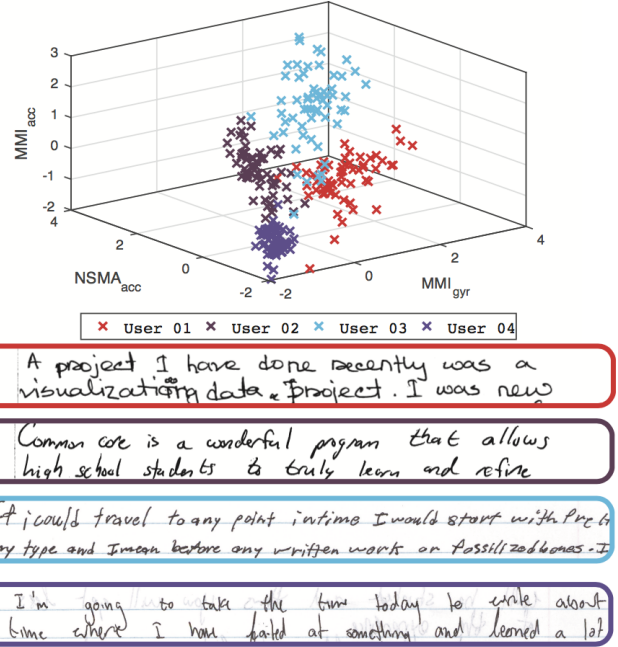 3
2
1
0
-1
-2
MMIacc
4
2
0
-2
NSMAacc
-2
0
2
4
MMIgyr
User 01 User 02 User 03 User 04
A project I have done recently was a
visualization data project. I was new
Common core is a wonderful program that allows
high school students to truly learn and refine
I could travel to any point in time I would start with
type and I mean before any written work or fossilized bones. I
I'm going to take the time today to write about
time where I have failed at something and learned a lot